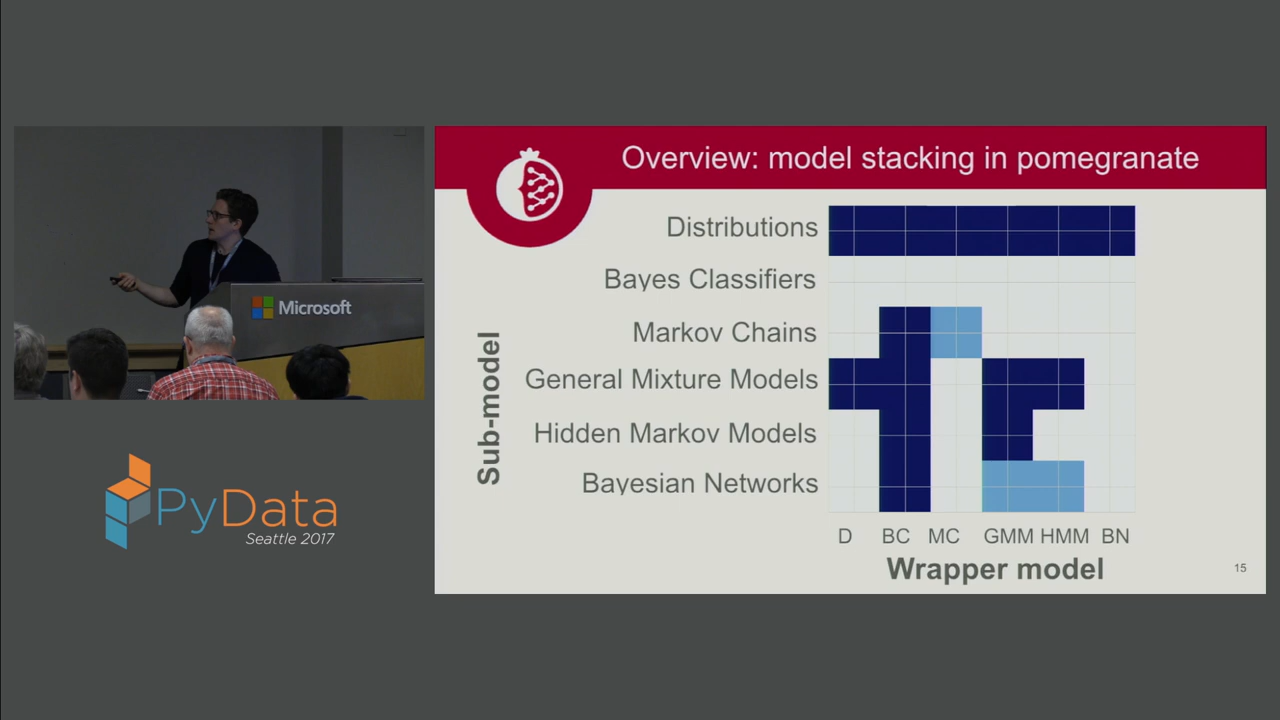 Overview: model stacking in pomegranate
Distributions
Bayes Classifiers
Markov Chains
General Mixture Models
Hidden Markov Models
Bayesian Networks
Sub-model
D BC MC GMM HMM BN
Wrapper model
15
Microsoft
PyData
Seattle 2017